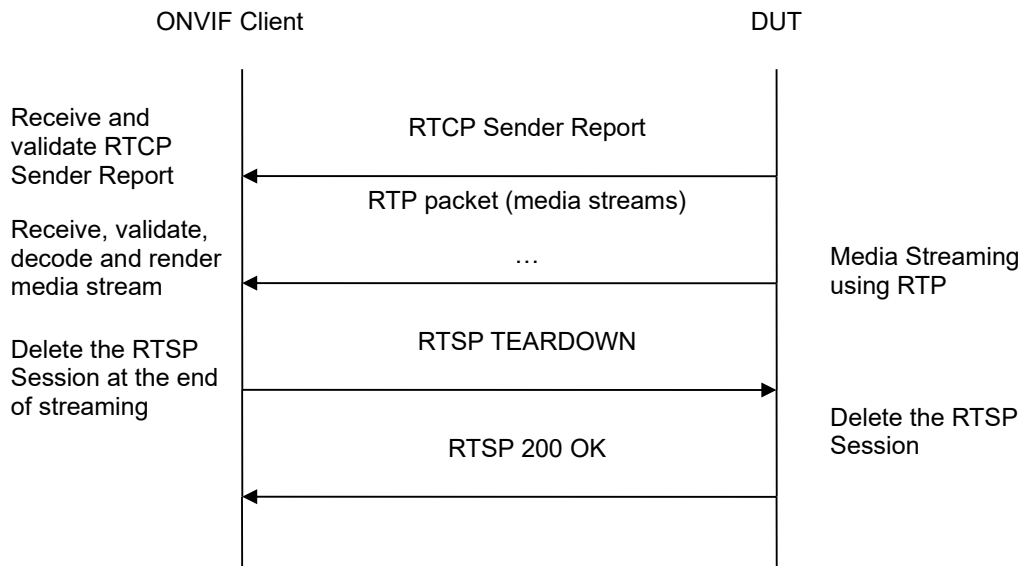 ONVIF Client
DUT
Receive and
validate RTCP
Sender Report
RTCP Sender Report
RTP packet (media streams)
Receive, validate,
decode and render
media stream
…
Media Streaming
using RTP
RTSP TEARDOWN
Delete the RTSP
Session at the end
of streaming
Delete the RTSP
Session
RTSP 200 OK